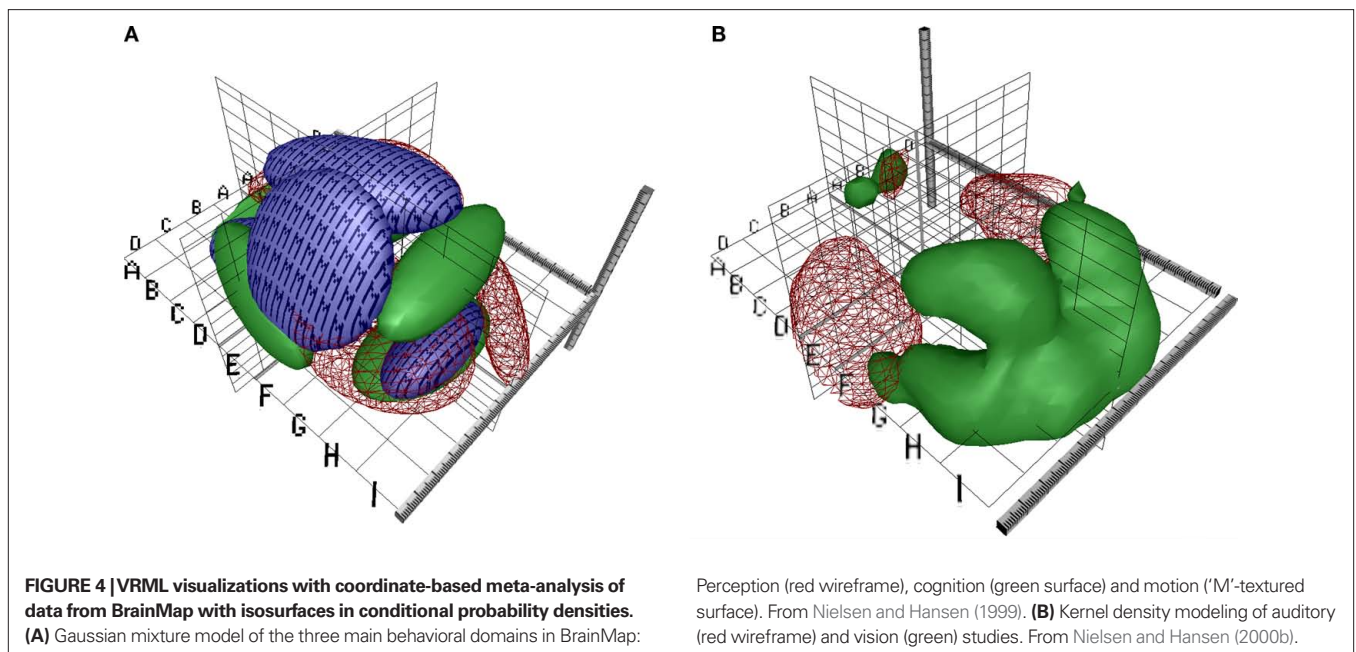 A
B
D
A
A
B
C
D
A
B
C
D
E
F
G
H
I
D
B
A
A
B
C
D
A
B
C
D
E
F
G
H
I
FIGURE 4 | VRML visualizations with coordinate-based meta-analysis of
data from BrainMap with isosurfaces in conditional probability densities.
(A) Gaussian mixture model of the three main behavioral domains in BrainMap:
Perception (red wireframe), cognition (green surface) and motion (‘M’-textured
surface). From Nielsen and Hansen (1999). (B) Kernel density modeling of auditory
(red wireframe) and vision (green) studies. From Nielsen and Hansen (2000b).